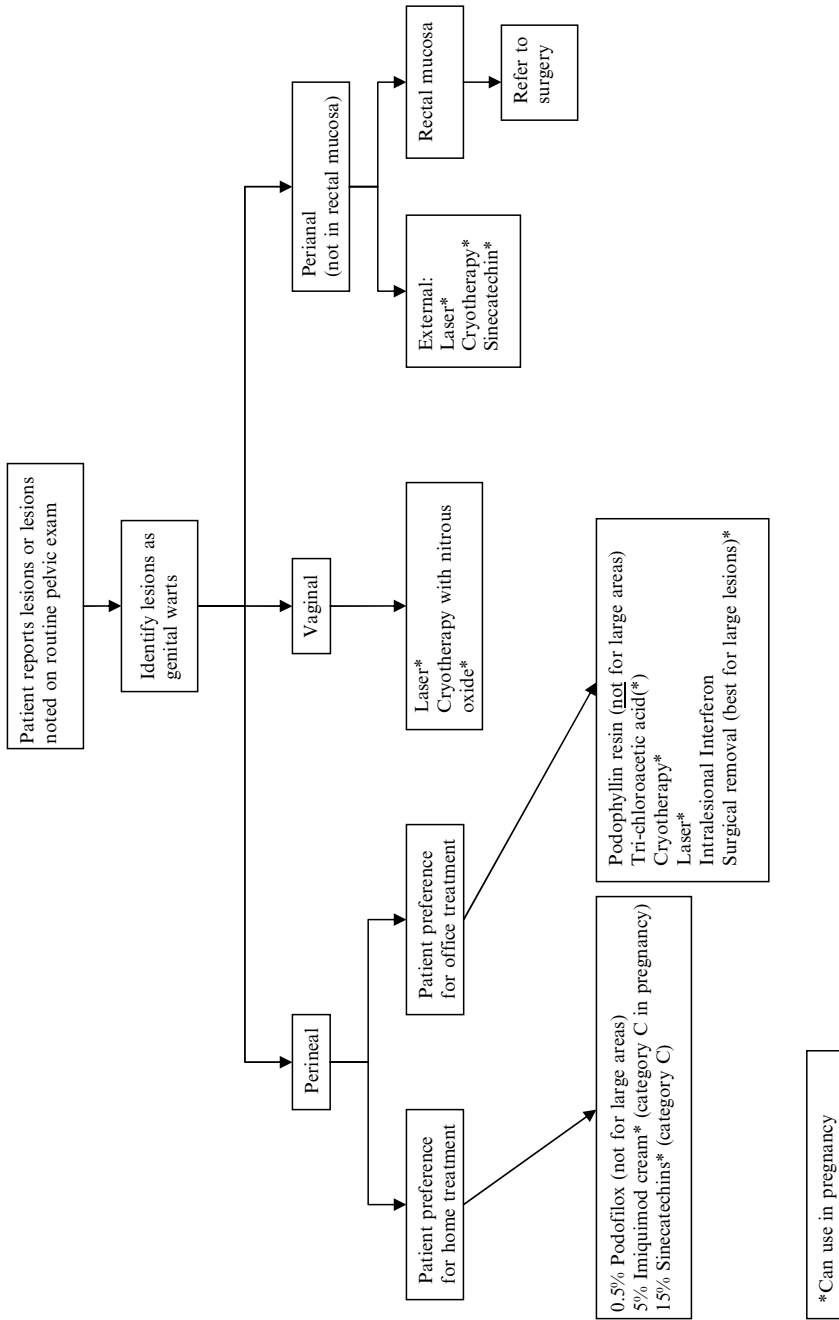 Patient reports lesions or lesions
noted on routine pelvic exam
Identify lesions as
genital warts
Perineal
Vaginal
Perianal
(not in rectal mucosa)
Patient preference
for home treatment
Patient preference
for office treatment
Laser*
Cryotherapy with nitrous
oxide*
External:
Laser*
Cryotherapy*
Sinecatechin*
Rectal mucosa
Refer to
surgery
0.5% Podofilox (not for large areas)
5% Imiquimod cream* (category C in pregnancy)
15% Sinecatechins* (category C)
Podophyllin resin (not for large areas)
Tri-chloroacetic acid(*)
Cryotherapy*
Laser*
Intralesional Interferon
Surgical removal (best for large lesions)*
*Can use in pregnancy